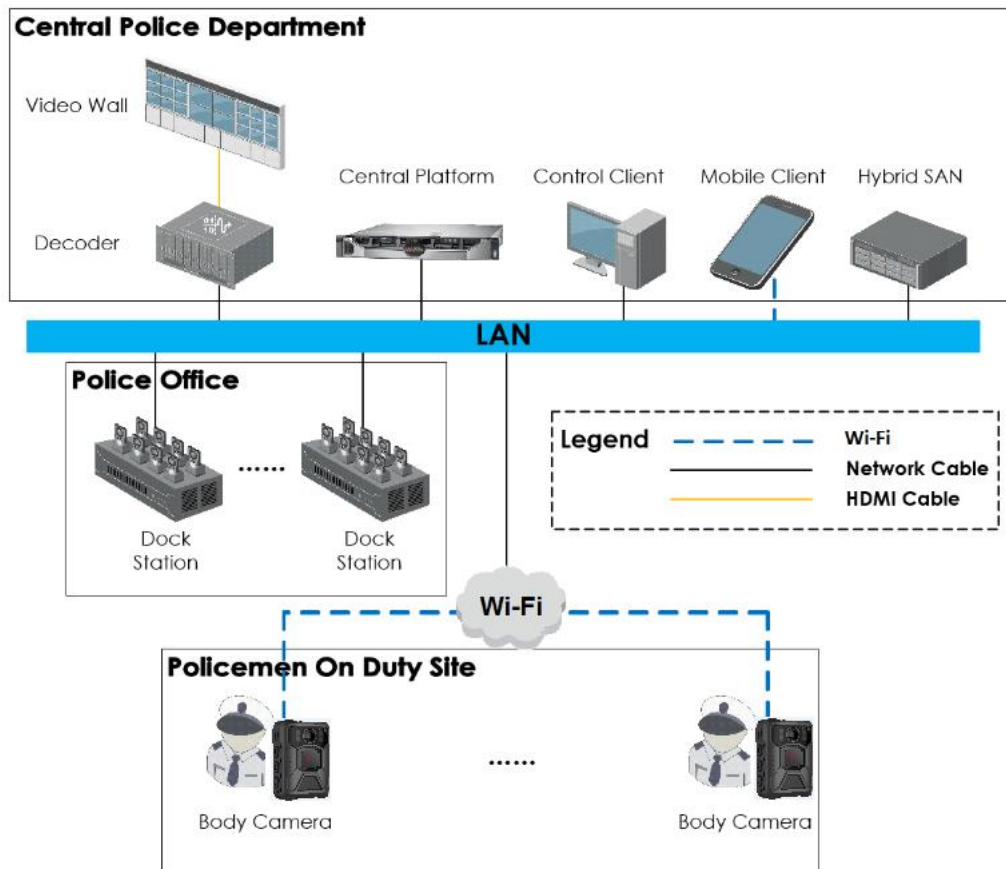 Central Police Department
Video Wall
Central Platform
Control Client
Mobile Client
Hybrid SAN
Decoder
LAN
Police Office
......
Dock
Station
Dock
Station
Legend
Wi-Fi
Network Cable
HDMI Cable
Wi-Fi
Policemen On Duty Site
......
Body Camera
Body Camera